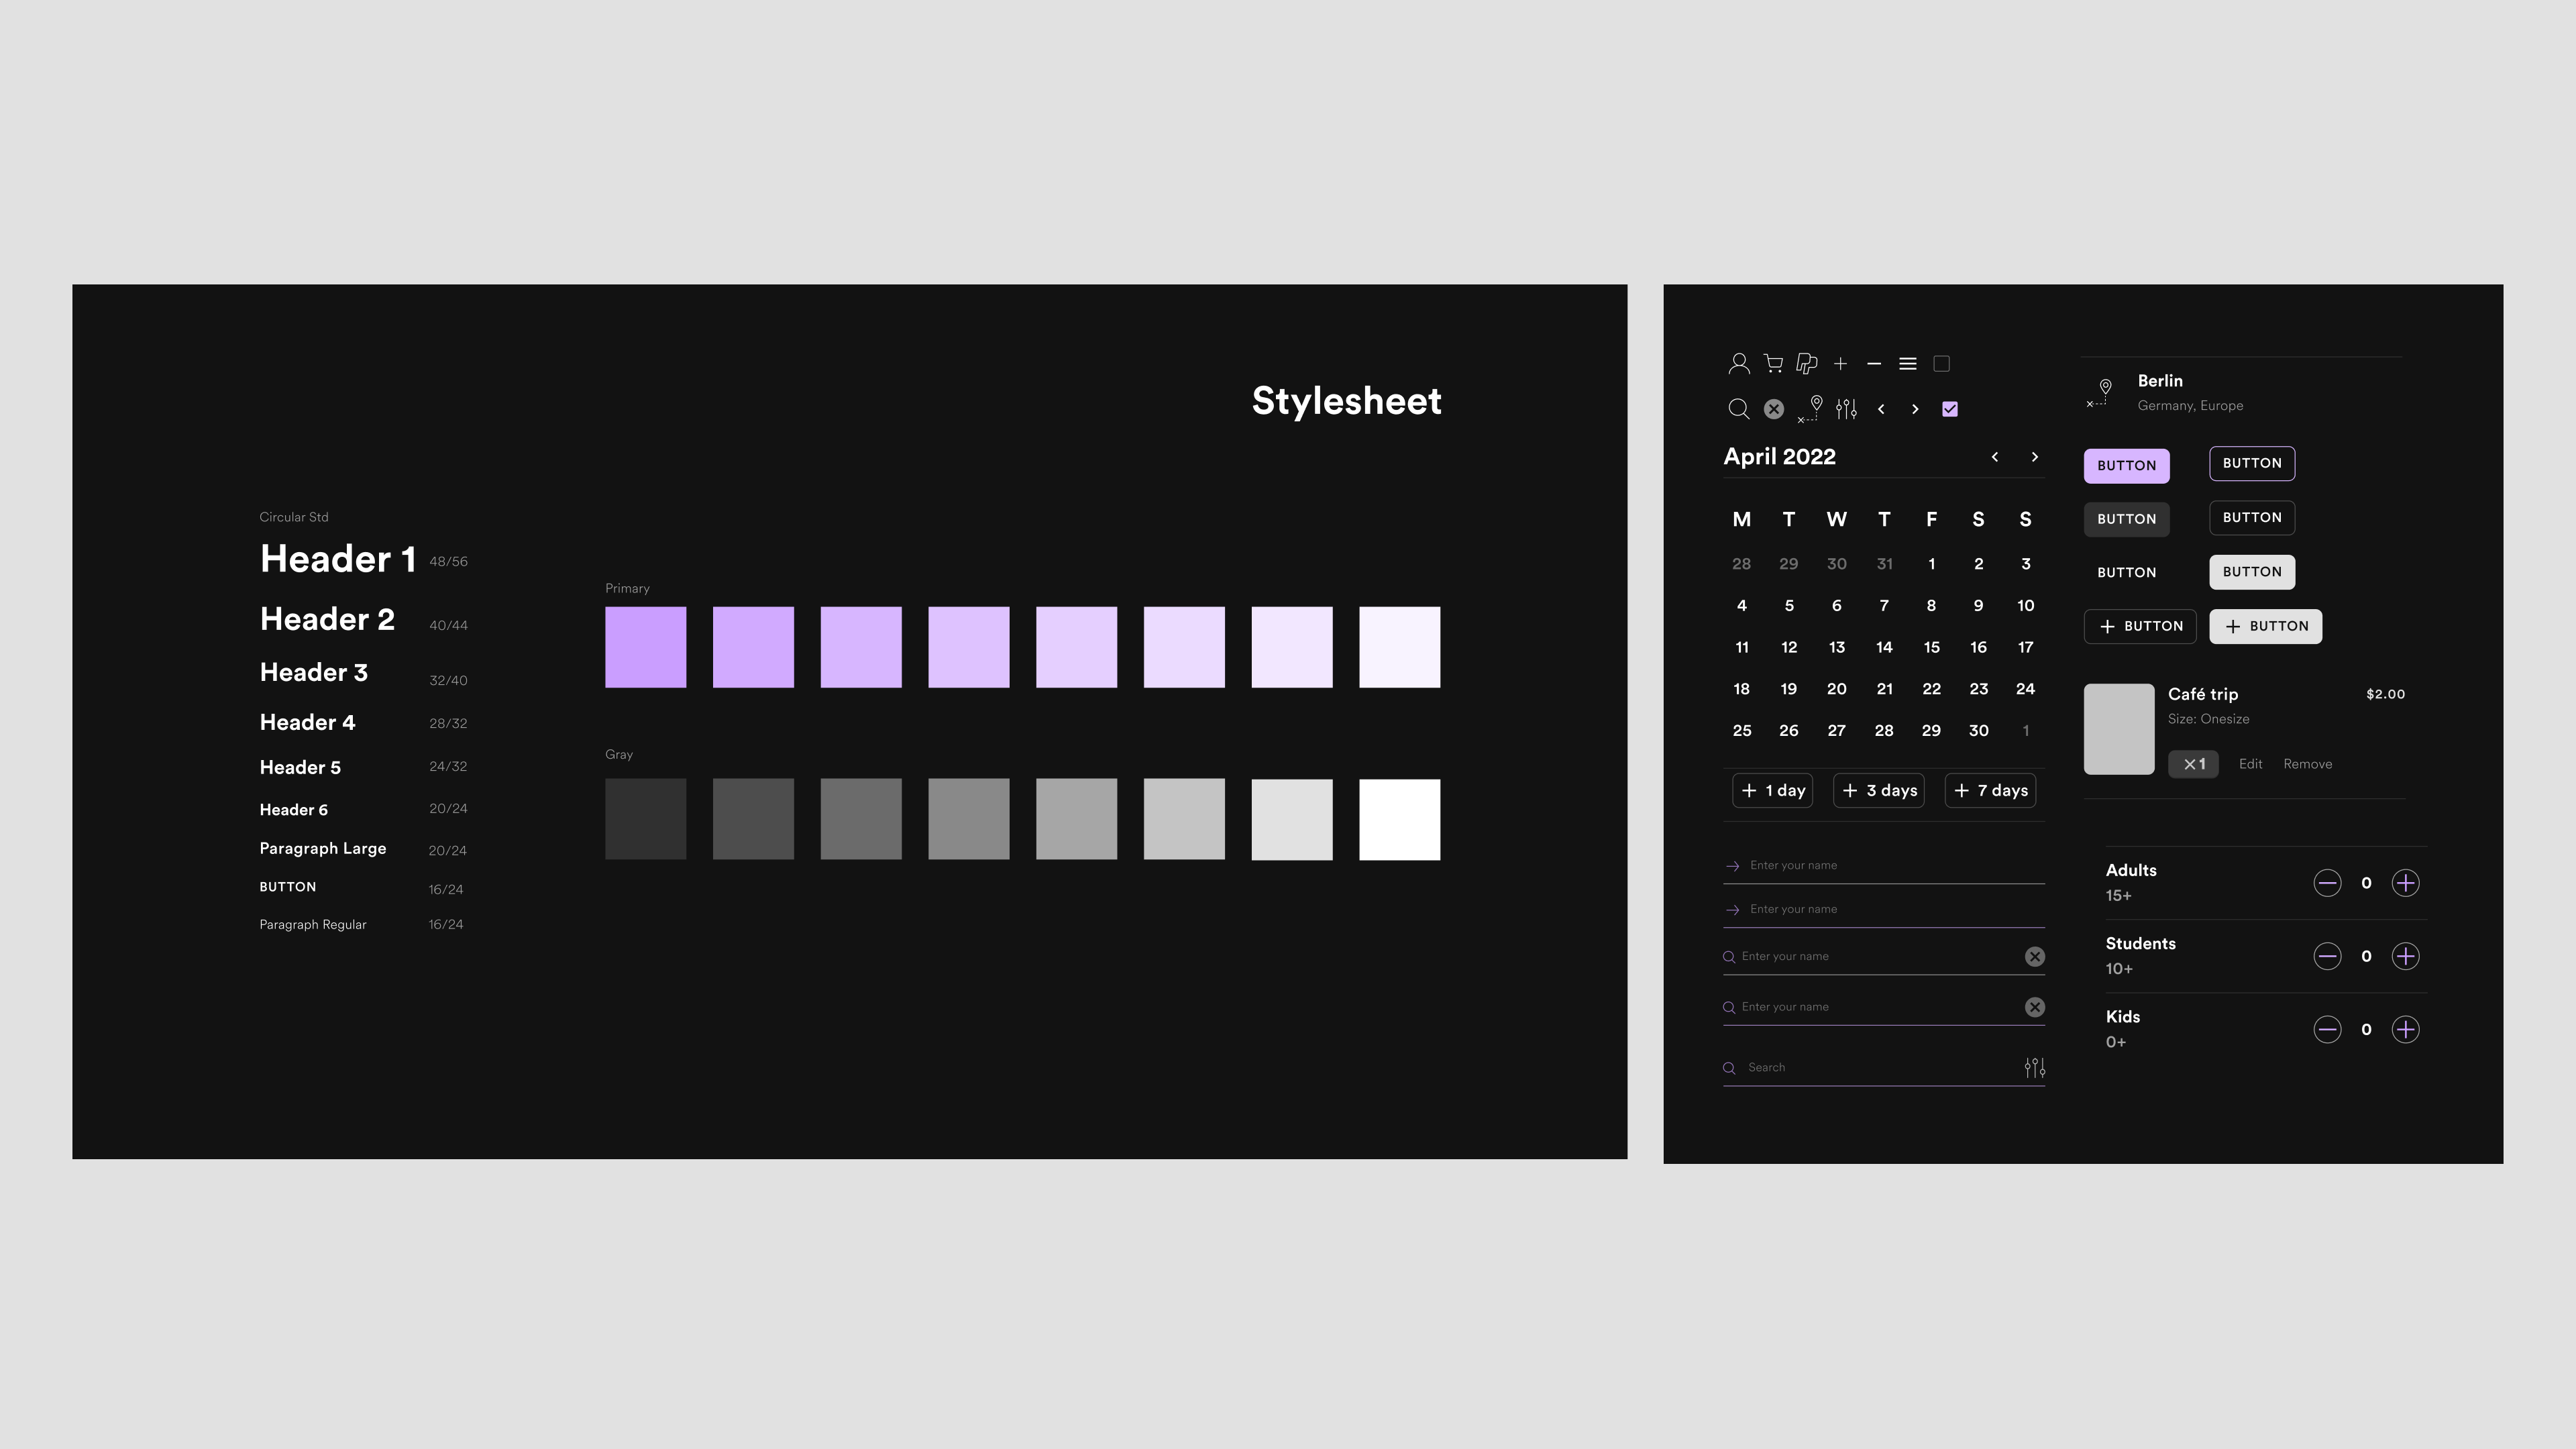 Stylesheet
Circular Std
Header 1 48/56
Header 2 40/44
Header 3 32/40
Header 4 28/32
Header 5 24/32
Header 6 20/24
Paragraph Large 20/24
BUTTON 16/24
Paragraph Regular 16/24
Primary
Gray
April 2022
M T W T F S S
28 29 30 31 1 2 3
4 5 6 7 8 9 10
11 12 13 14 15 16 17
18 19 20 21 22 23 24
25 26 27 28 29 30 1
+ 1 day + 3 days + 7 days
Enter your name
Enter your name
Enter your name
Enter your name
Search
Berlin
Germany, Europe
BUTTON BUTTON
BUTTON BUTTON
BUTTON BUTTON
+ BUTTON + BUTTON
Café trip $2.00
Size: Onesize
×1 Edit Remove
Adults
15+
0
Students
10+
0
Kids
0+
0